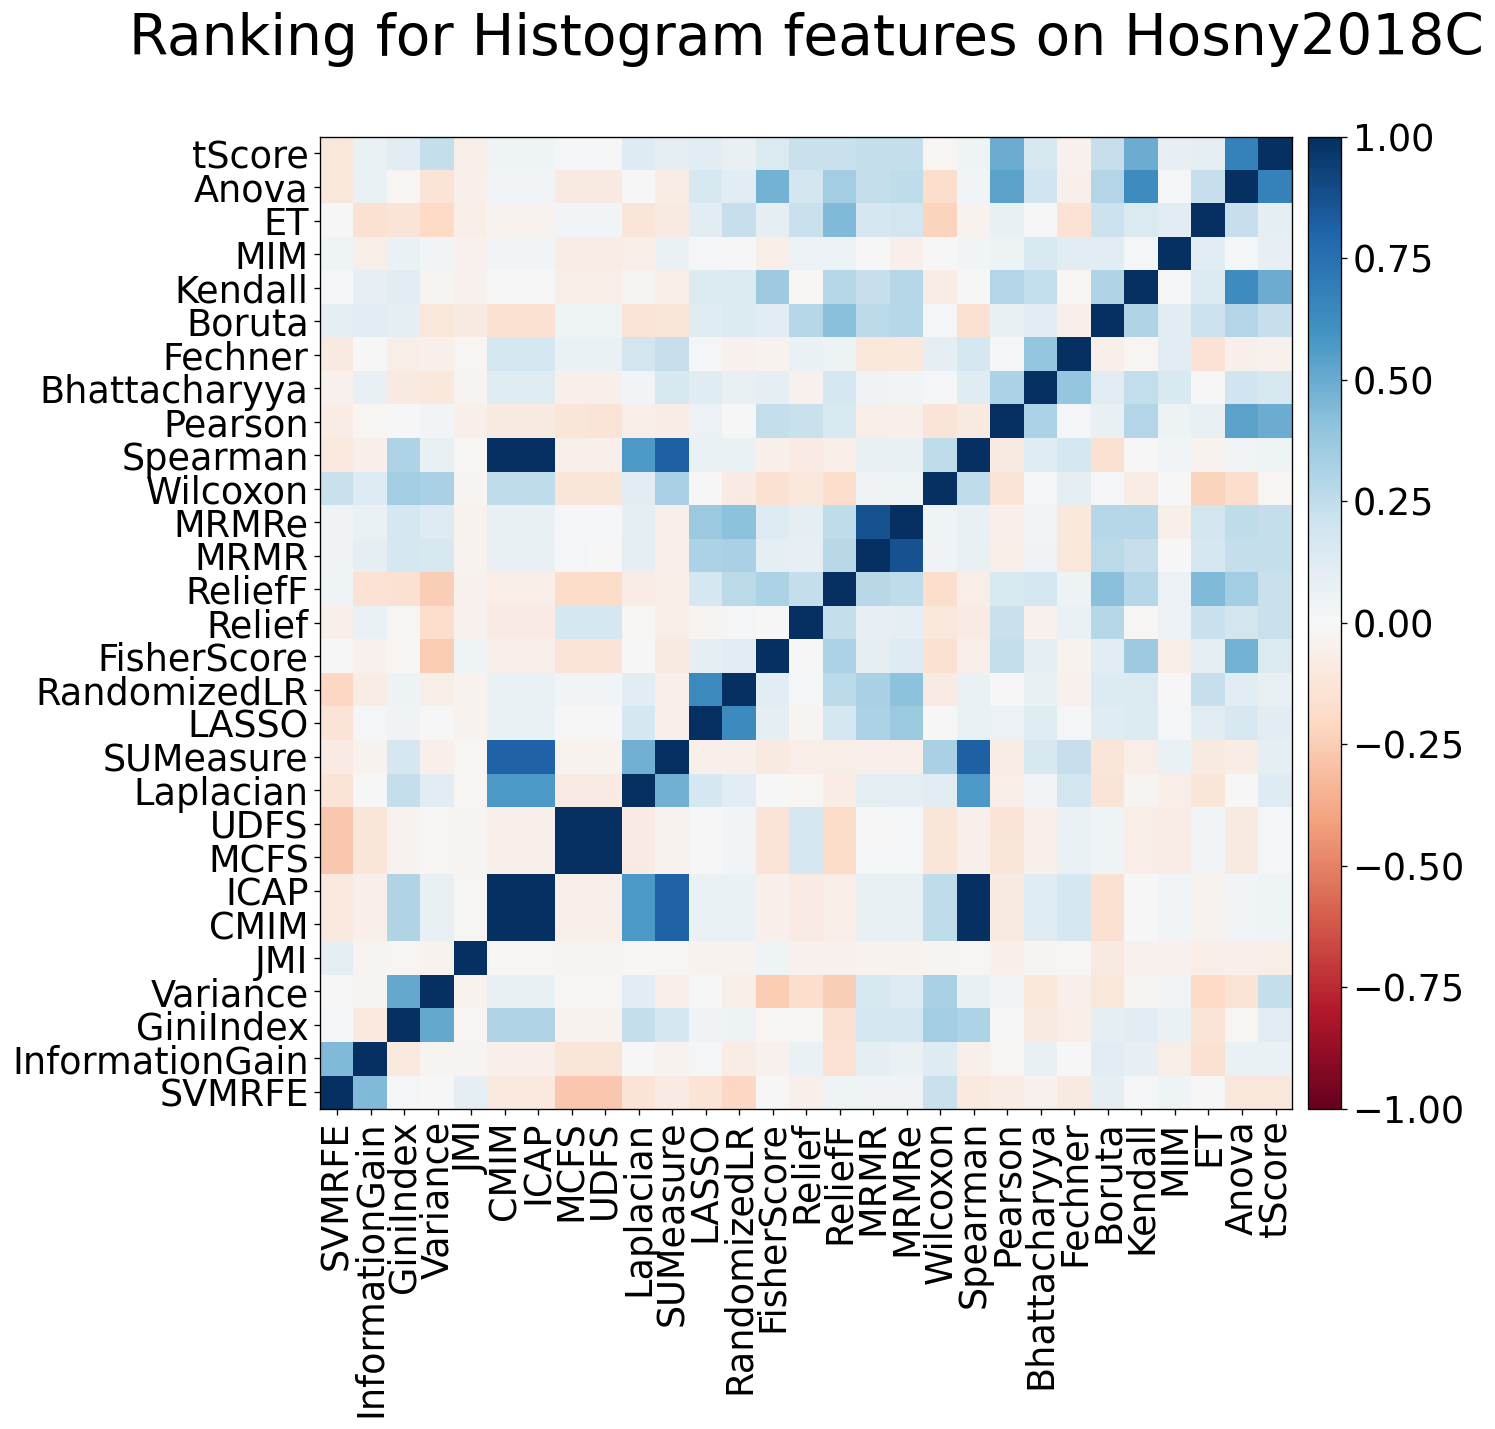 Ranking for Histogram features on Hosny2018C
tScore
Anova
ET
MIM
Kendall
Boruta
Fechner
Bhattacharyya
Pearson
Spearman
Wilcoxon
MRMRe
MRMR
ReliefF
Relief
FisherScore
RandomizedLR
LASSO
SUMeasure
Laplacian
UDFS
MCFS
ICAP
CMIM
JMI
Variance
GiniIndex
InformationGain
SVMRFE
SVMRFE
InformationGain
GiniIndex
Variance
JMI
CMIM
ICAP
MCFS
UDFS
Laplacian
SUMeasure
LASSO
RandomizedLR
FisherScore
Relief
ReliefF
MRMR
MRMRe
Wilcoxon
Spearman
Pearson
Bhattacharyya
Fechner
Boruta
Kendall
MIM
ET
Anova
tScore
1.00
0.75
0.50
0.25
0.00
−0.25
−0.50
−0.75
−1.00